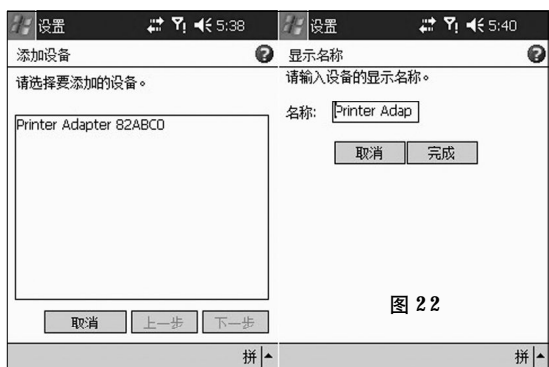 设置 5:38
添加设备
请选择要添加的设备。
Printer Adapter 82ABC0
取消 上一步 下一步
拼
设置 5:40
显示名称
请输入设备的显示名称。
名称: Printer Adap
取消 完成
图 22
拼